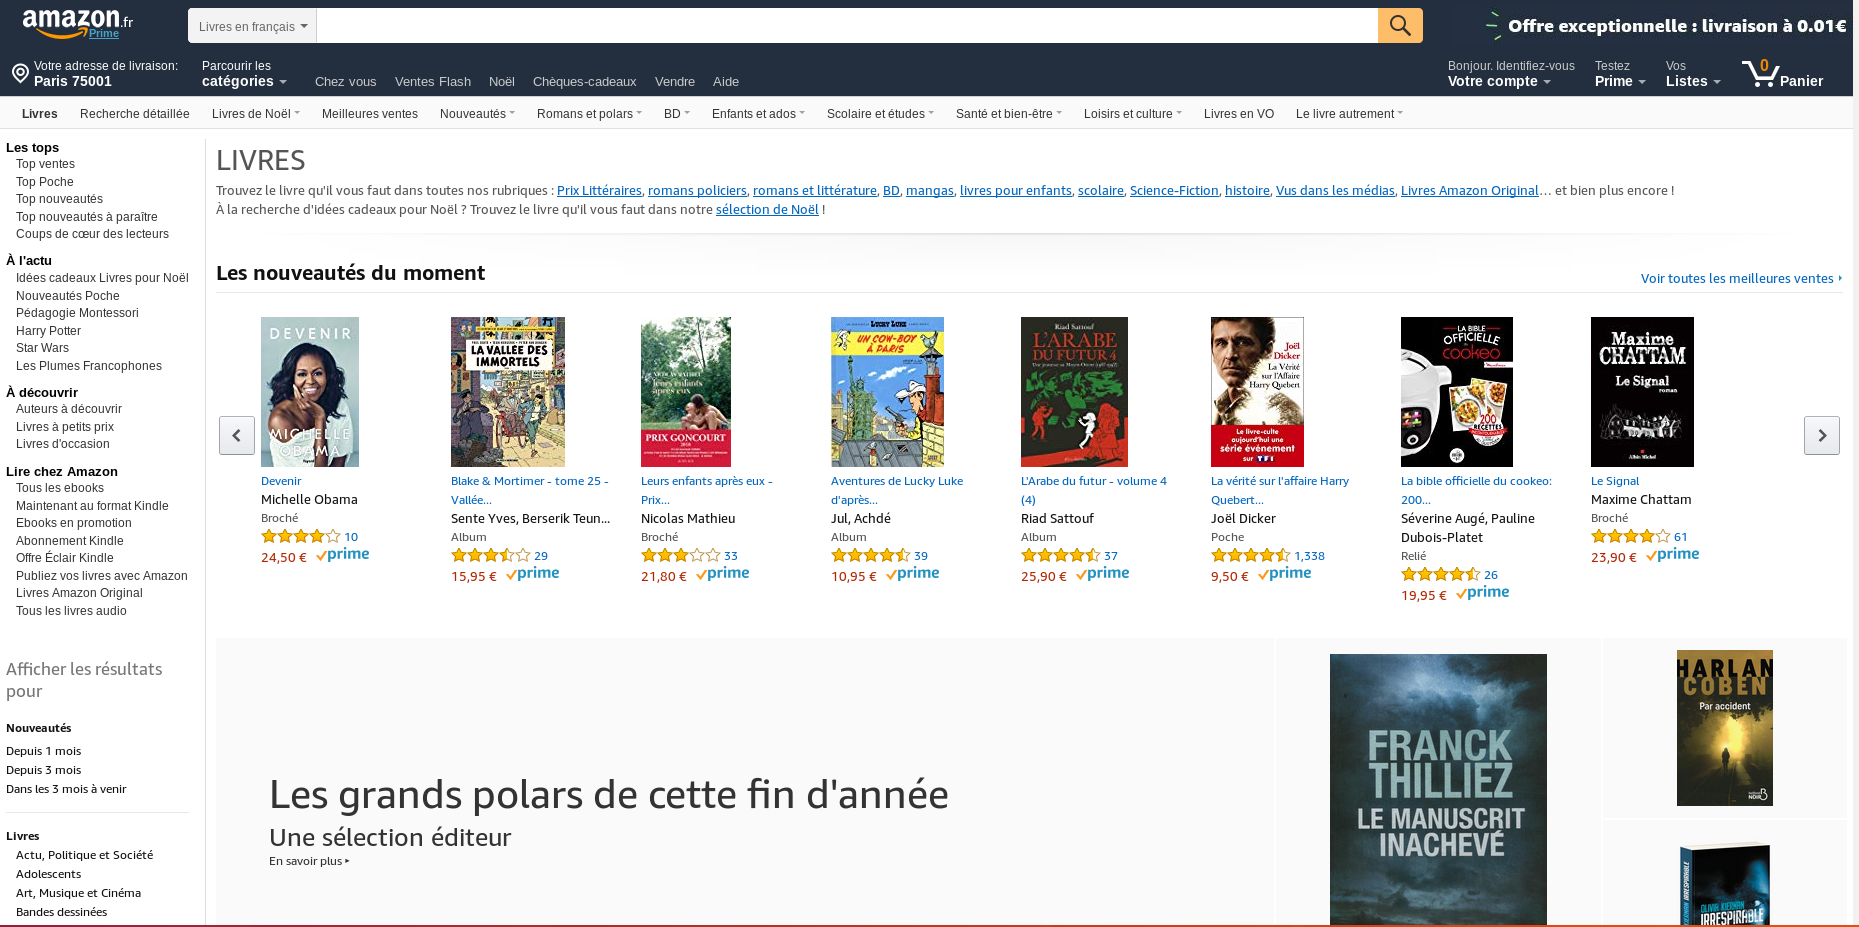 amazon.fr
Prime
Livres en français
Offre exceptionnelle : livraison à 0.01€
Votre adresse de livraison:
Paris 75001
Parcourir les
catégories
Chez vous Ventes Flash Noël Chèques-cadeaux Vendre Aide
Bonjour. Identifiez-vous
Votre compte
Testez
Prime
Vos
Listes
0
Panier
Livres Recherche détaillée Livres de Noël Meilleures ventes Nouveautés Romans et polars BD Enfants et ados Scolaire et études Santé et bien-être Loisirs et culture Livres en VO Le livre autrement
Les tops
Top ventes
Top Poche
Top nouveautés
Top nouveautés à paraître
Coups de cœur des lecteurs
À l'actu
Idées cadeaux Livres pour Noël
Nouveautés Poche
Pédagogie Montessori
Harry Potter
Star Wars
Les Plumes Francophones
À découvrir
Auteurs à découvrir
Livres à petits prix
Livres d'occasion
Lire chez Amazon
Tous les ebooks
Maintenant au format Kindle
Ebooks en promotion
Abonnement Kindle
Offre Éclair Kindle
Publiez vos livres avec Amazon
Livres Amazon Original
Tous les livres audio
Afficher les résultats
pour
Nouveautés
Depuis 1 mois
Depuis 3 mois
Dans les 3 mois à venir
Livres
Actu, Politique et Société
Adolescents
Art, Musique et Cinéma
Bandes dessinées
LIVRES
Trouvez le livre qu'il vous faut dans toutes nos rubriques : Prix Littéraires, romans policiers, romans et littérature, BD, mangas, livres pour enfants, scolaire, Science-Fiction, histoire, Vus dans les médias, Livres Amazon Original… et bien plus encore !
À la recherche d'idées cadeaux pour Noël ? Trouvez le livre qu'il vous faut dans notre sélection de Noël !
Les nouveautés du moment
Voir toutes les meilleures ventes
DEVENIR
MICHELLE
OBAMA
Devenir
Michelle Obama
Broché
10
24,50 € prime
LA VALLÉE DES
IMMORTELS
Blake & Mortimer - tome 25 -
Vallée...
Sente Yves, Berserik Teun...
Album
29
15,95 € prime
leurs enfants
après eux
PRIX GONCOURT
2018
Leurs enfants après eux -
Prix...
Nicolas Mathieu
Broché
33
21,80 € prime
LUCKY LUKE
UN COW-BOY
À PARIS
Aventures de Lucky Luke
d'après...
Jul, Achdé
Album
39
10,95 € prime
Riad Sattouf
L'ARABE
DU FUTUR 4
L'Arabe du futur - volume 4
(4)
Riad Sattouf
Album
37
25,90 € prime
Joël
Dicker
La Vérité
sur l'Affaire
Harry Quebert
Le livre-culte
aujourd'hui une
série événement
sur TF1
La vérité sur l'affaire Harry
Quebert...
Joël Dicker
Poche
1,338
9,50 € prime
LA BIBLE
OFFICIELLE
cookeo
200
RECETTES
La bible officielle du cookeo:
200...
Séverine Augé, Pauline
Dubois-Platet
Relié
26
19,95 € prime
Maxime
CHATTAM
Le Signal
roman
Albin Michel
Le Signal
Maxime Chattam
Broché
61
23,90 € prime
Les grands polars de cette fin d'année
Une sélection éditeur
En savoir plus
FRANCK
THILLIEZ
LE MANUSCRIT
INACHEVÉ
HARLAN
COBEN
Par accident
NOIR
OLIVIA KIERNAN
IRRESPIRABLE